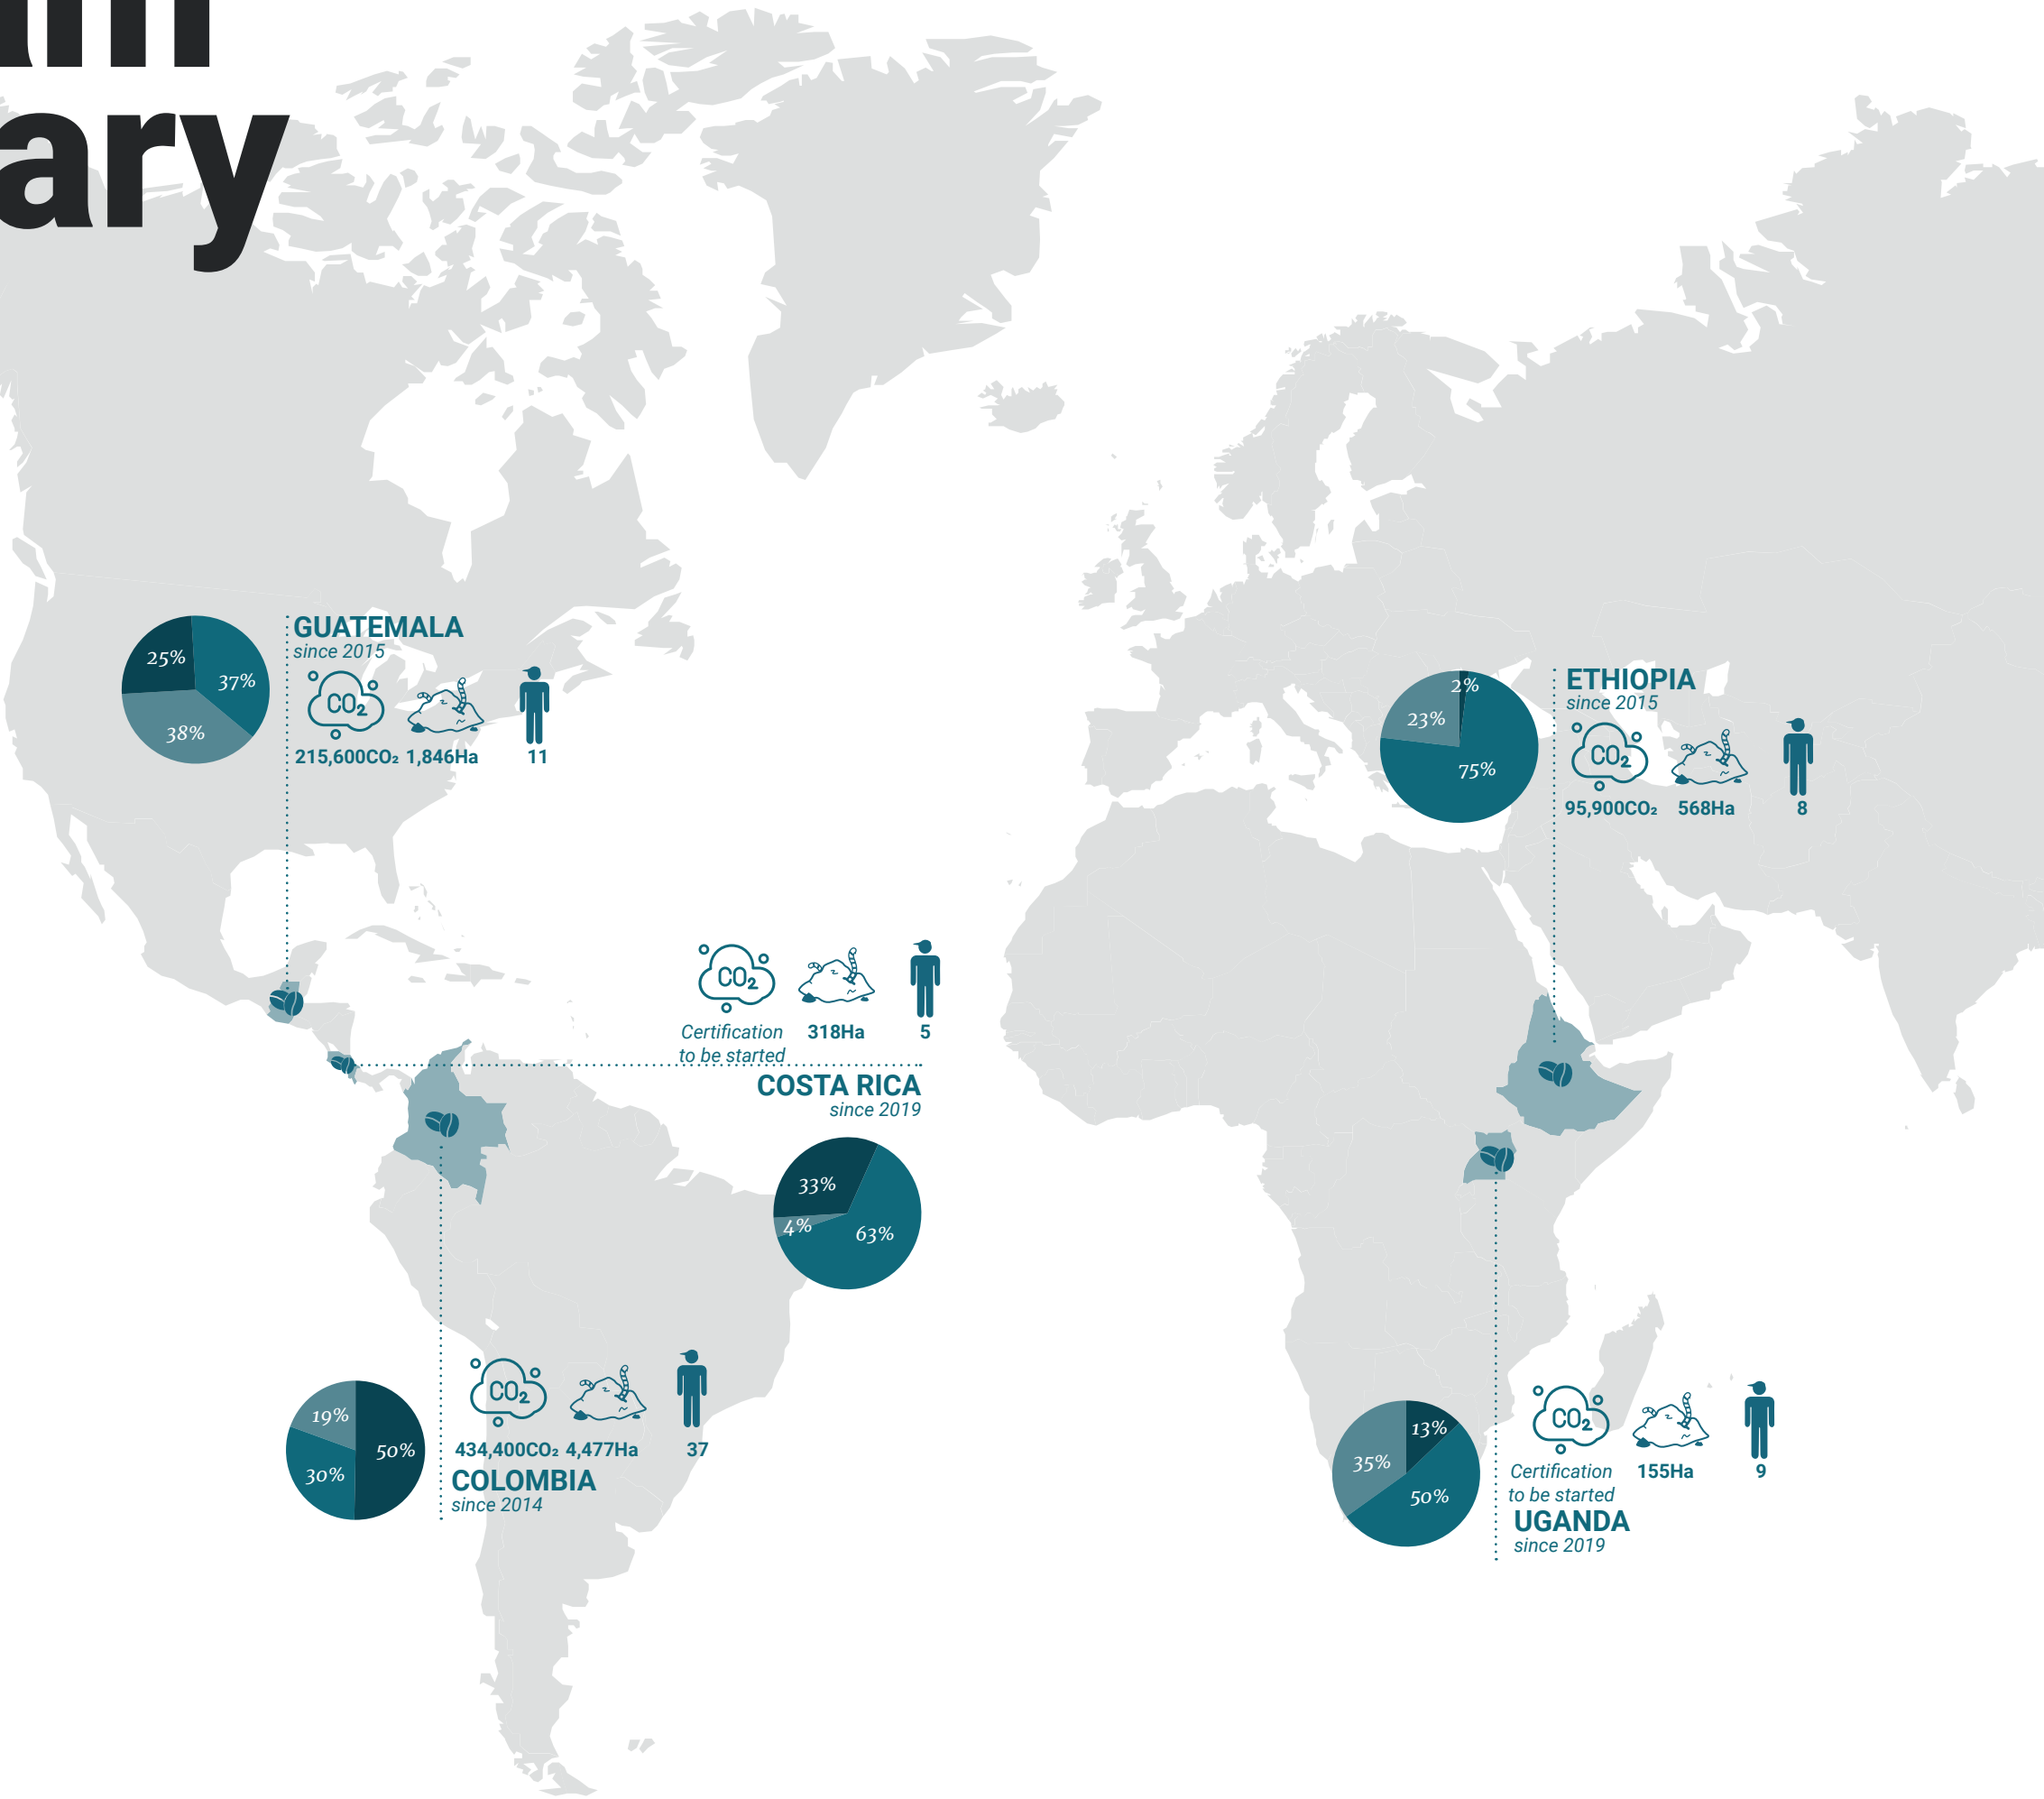 ary
GUATEMALA
since 2015
25%
37%
38%
CO₂
215,600CO₂ 1,846Ha 11
ETHIOPIA
since 2015
2%
23%
75%
CO₂
95,900CO₂ 568Ha 8
CO₂
Certification
to be started
318Ha 5
COSTA RICA
since 2019
33%
4%
63%
CO₂
19%
50%
30%
434,400CO₂ 4,477Ha 37
COLOMBIA
since 2014
CO₂
13%
35%
50%
Certification
to be started
155Ha 9
UGANDA
since 2019